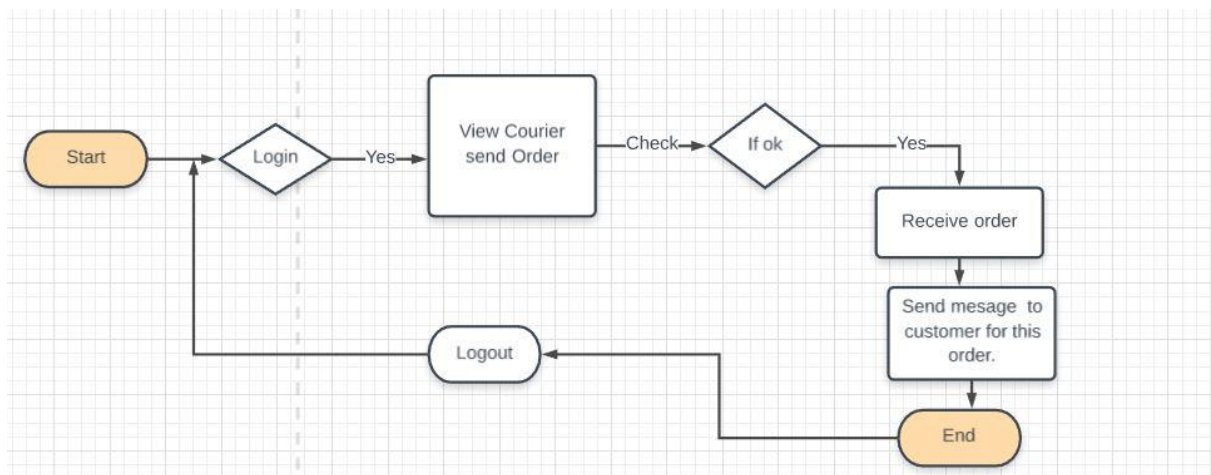 Start
Login
Yes
View Courier
send Order
Check
If ok
Yes
Receive order
Send mesage to
customer for this
order.
Logout
End